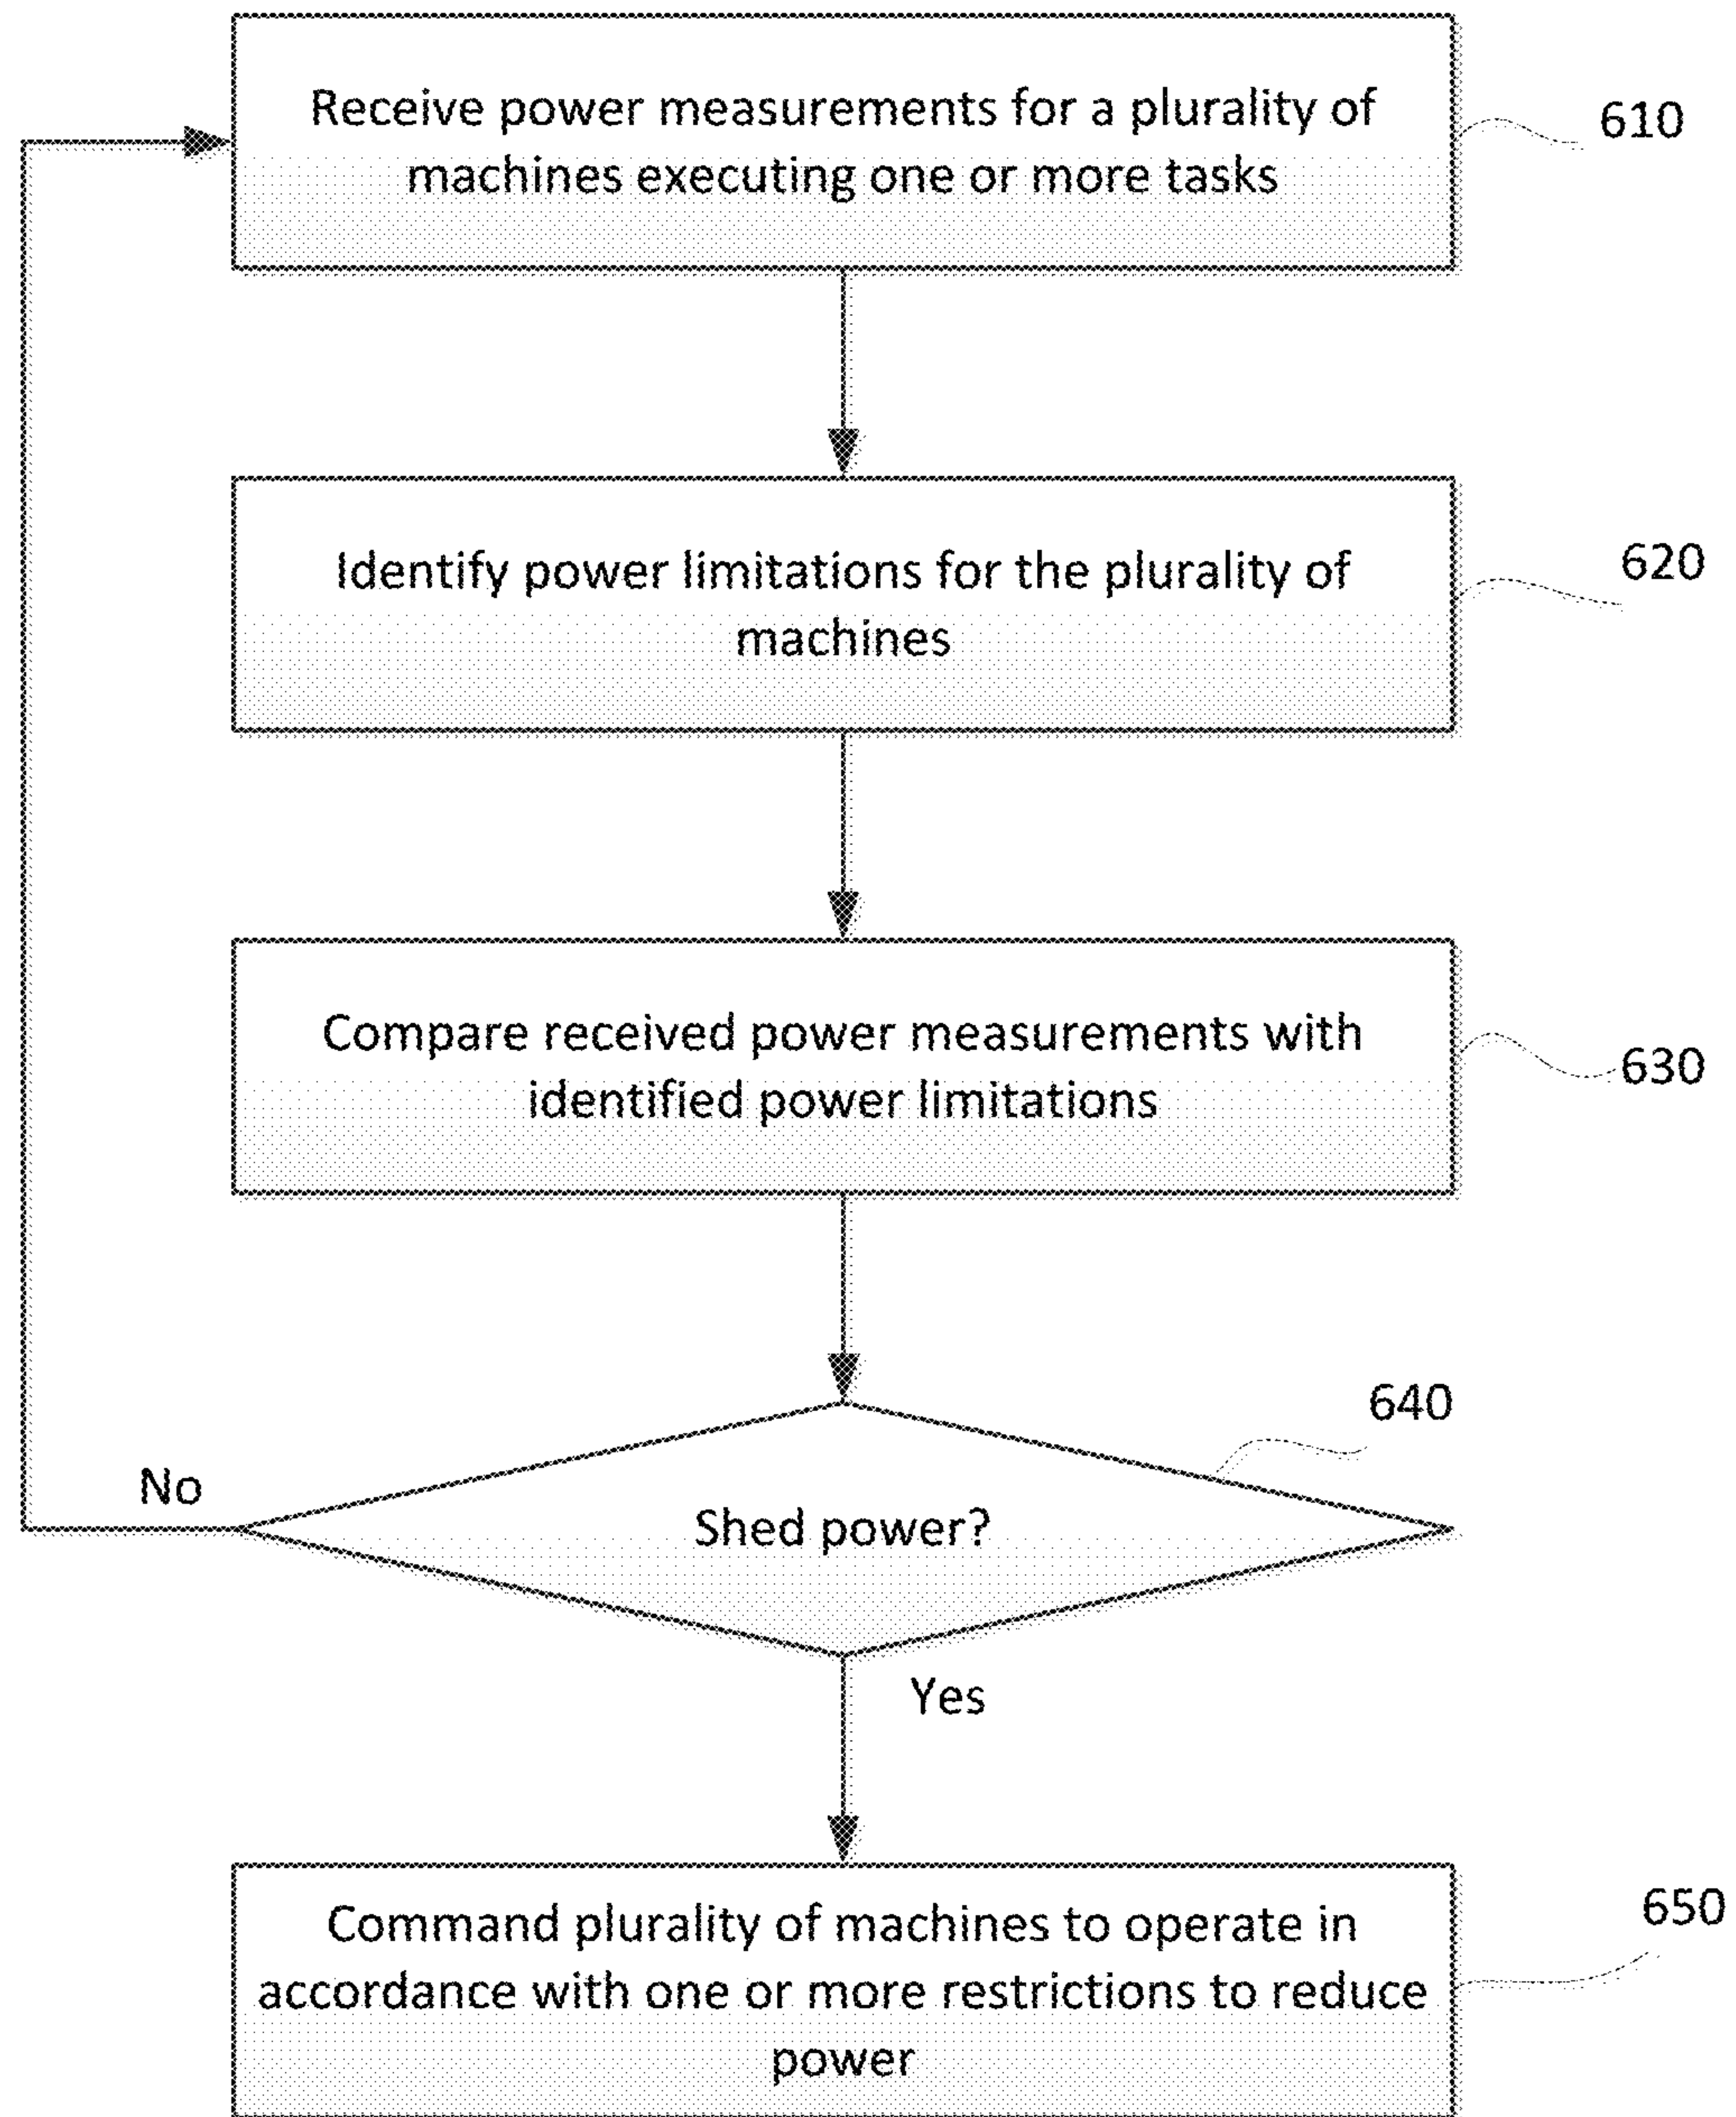 Receive power measurements for a plurality of
machines executing one or more tasks
610
Identify power limitations for the plurality of
machines
620
Compare received power measurements with
identified power limitations
630
640
No
Shed power?
Yes
Command plurality of machines to operate in
accordance with one or more restrictions to reduce
power
650